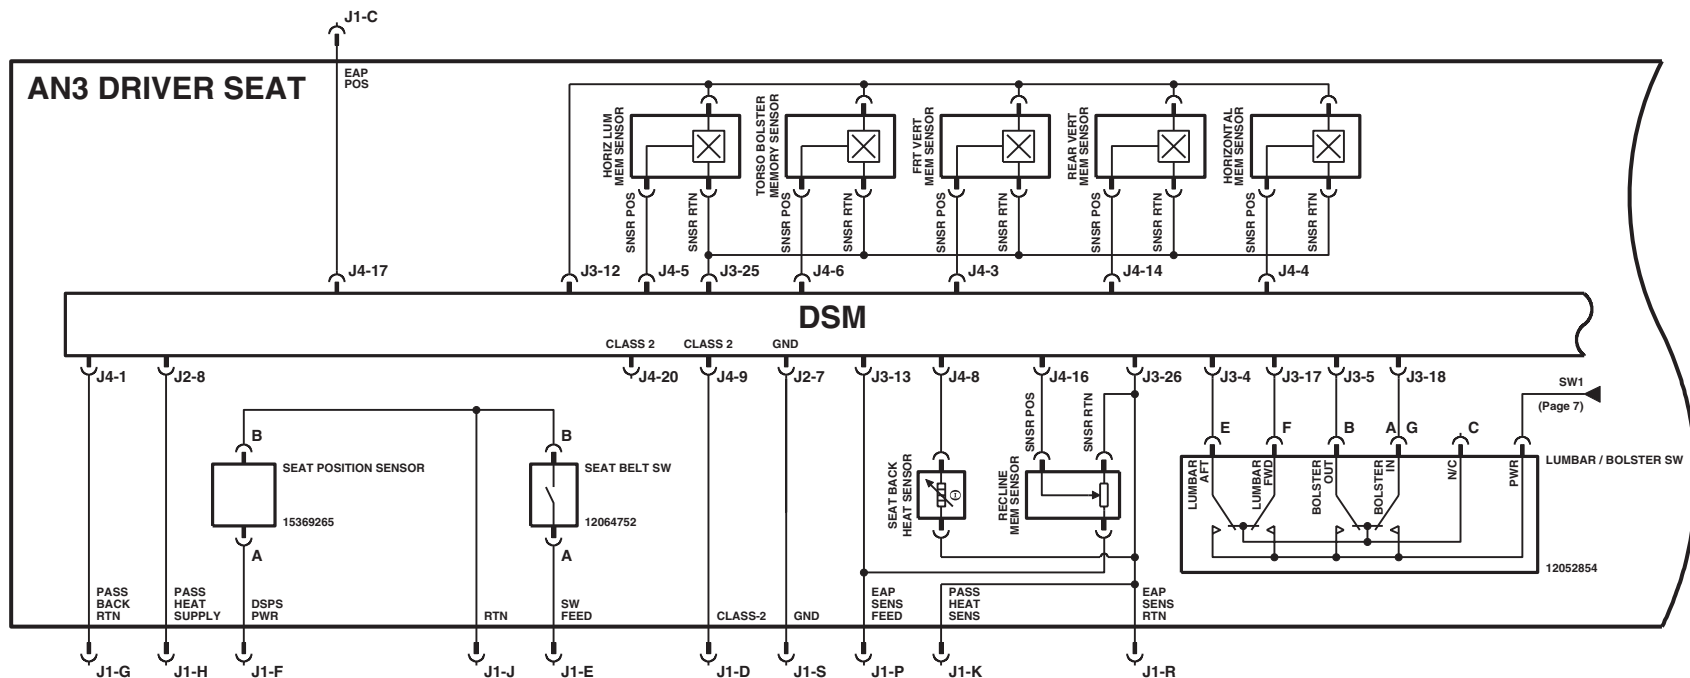 J1-C
AN3 DRIVER SEAT
EAP
POS
HORIZ LUM
MEM SENSOR
TORSO BOLSTER
MEMORY SENSOR
FRT VERT
MEM SENSOR
REAR VERT
MEM SENSOR
HORIZONTAL
MEM SENSOR
SNSR POS
SNSR RTN
SNSR POS
SNSR RTN
SNSR POS
SNSR RTN
SNSR POS
SNSR RTN
SNSR POS
SNSR RTN
J4-17
J3-12
J4-5
J3-25
J4-6
J4-3
J4-14
J4-4
DSM
CLASS 2
CLASS 2
GND
J4-1
J2-8
J4-20
J4-9
J2-7
J3-13
J4-8
J4-16
J3-26
J3-4
J3-17
J3-5
J3-18
SW1
(Page 7)
SNSR POS
SNSR RTN
B
B
E
F
B
A
G
C
SEAT POSITION SENSOR
SEAT BELT SW
SEAT BACK
HEAT SENSOR
RECLINE
MEM SENSOR
LUMBAR
AFT
LUMBAR
FWD
BOLSTER
OUT
BOLSTER
IN
N/C
PWR
LUMBAR / BOLSTER SW
15369265
12064752
A
A
12052854
PASS
BACK
RTN
PASS
HEAT
SUPPLY
DSPS
PWR
RTN
SW
FEED
CLASS-2
GND
EAP
SENS
FEED
PASS
HEAT
SENS
EAP
SENS
RTN
J1-G
J1-H
J1-F
J1-J
J1-E
J1-D
J1-S
J1-P
J1-K
J1-R